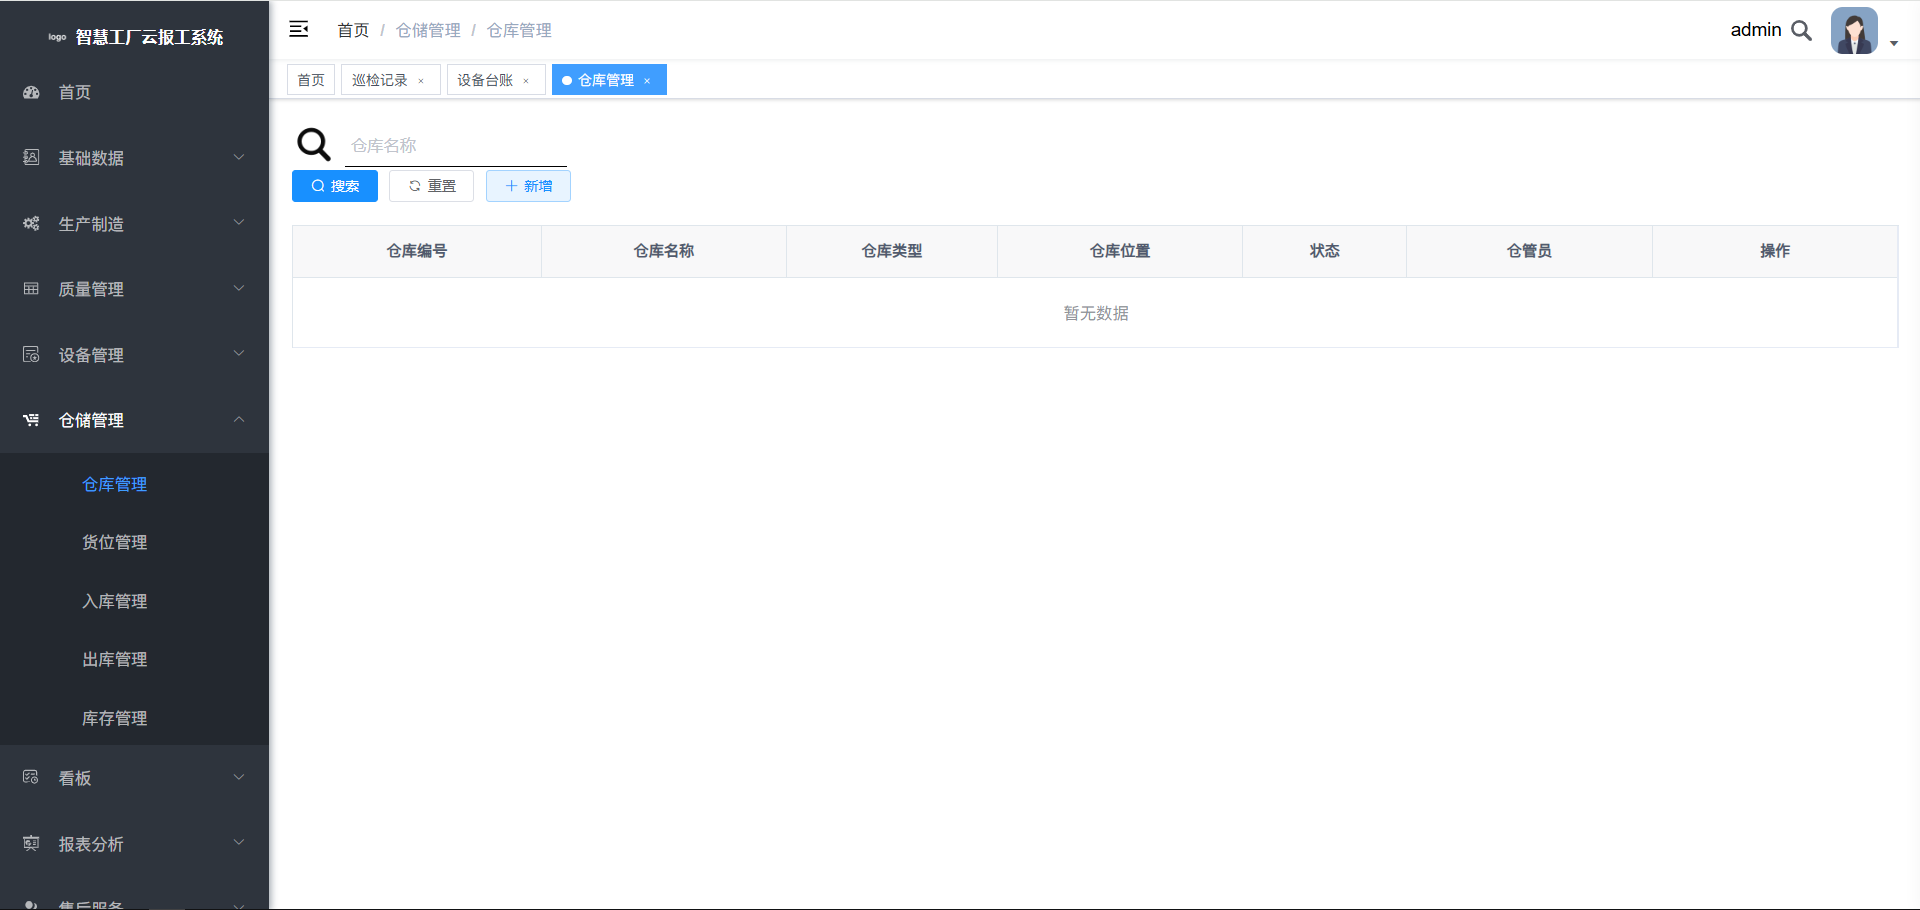 logo 智慧工厂云报工系统
首页
基础数据
生产制造
质量管理
设备管理
仓储管理
仓库管理
货位管理
入库管理
出库管理
库存管理
看板
报表分析
售后服务
首页 / 仓储管理 / 仓库管理
admin
首页 巡检记录 × 设备台账 × 仓库管理 ×
仓库名称
搜索 重置 新增
仓库编号 仓库名称 仓库类型 仓库位置 状态 仓管员 操作
暂无数据